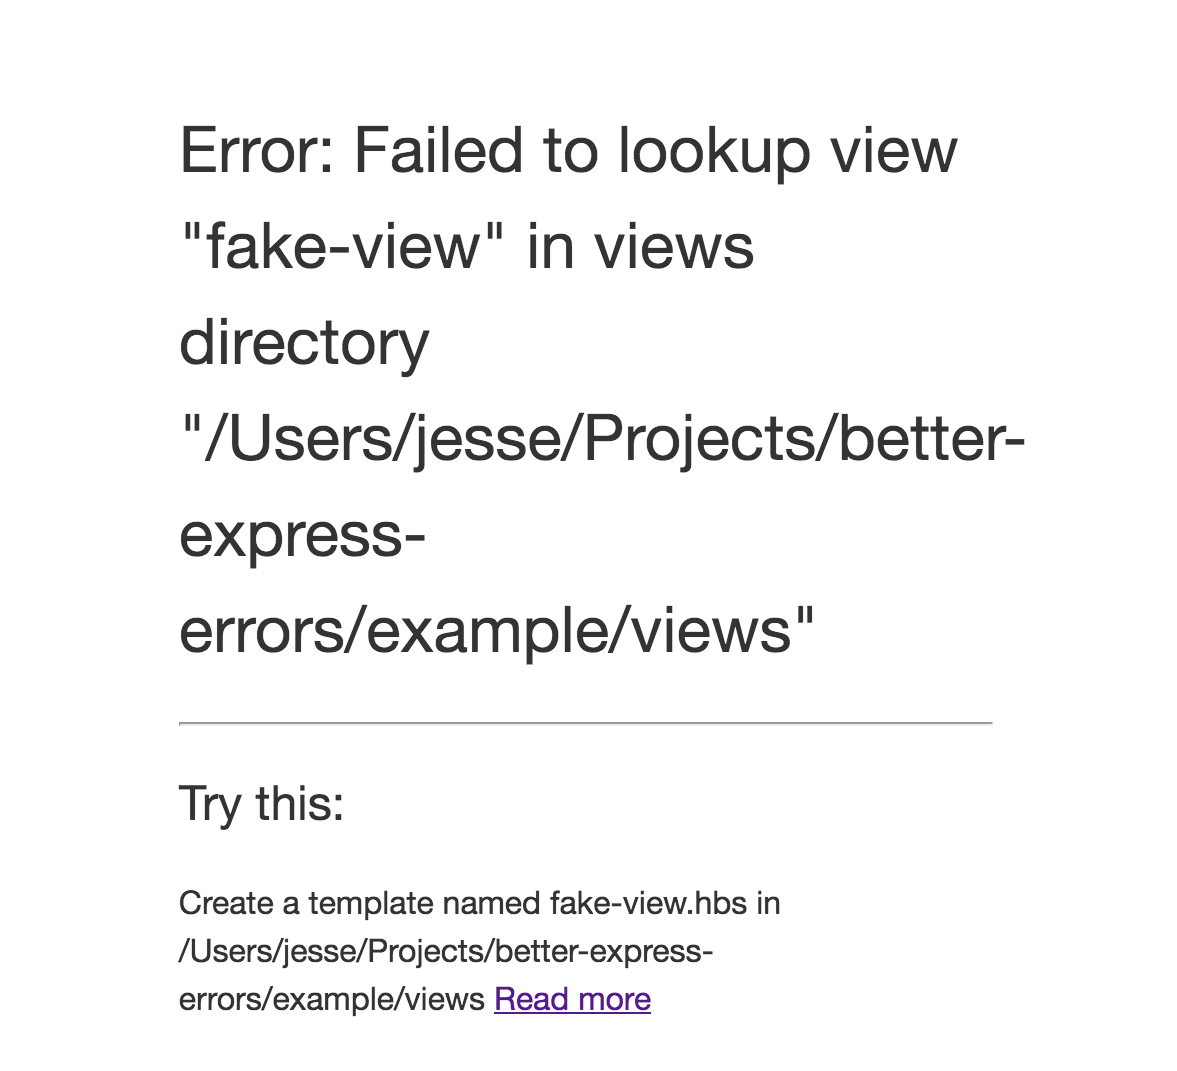 Error: Failed to lookup view
"fake-view" in views
directory
"/Users/jesse/Projects/better-
express-
errors/example/views"
Try this:
Create a template named fake-view.hbs in
/Users/jesse/Projects/better-express-
errors/example/views Read more